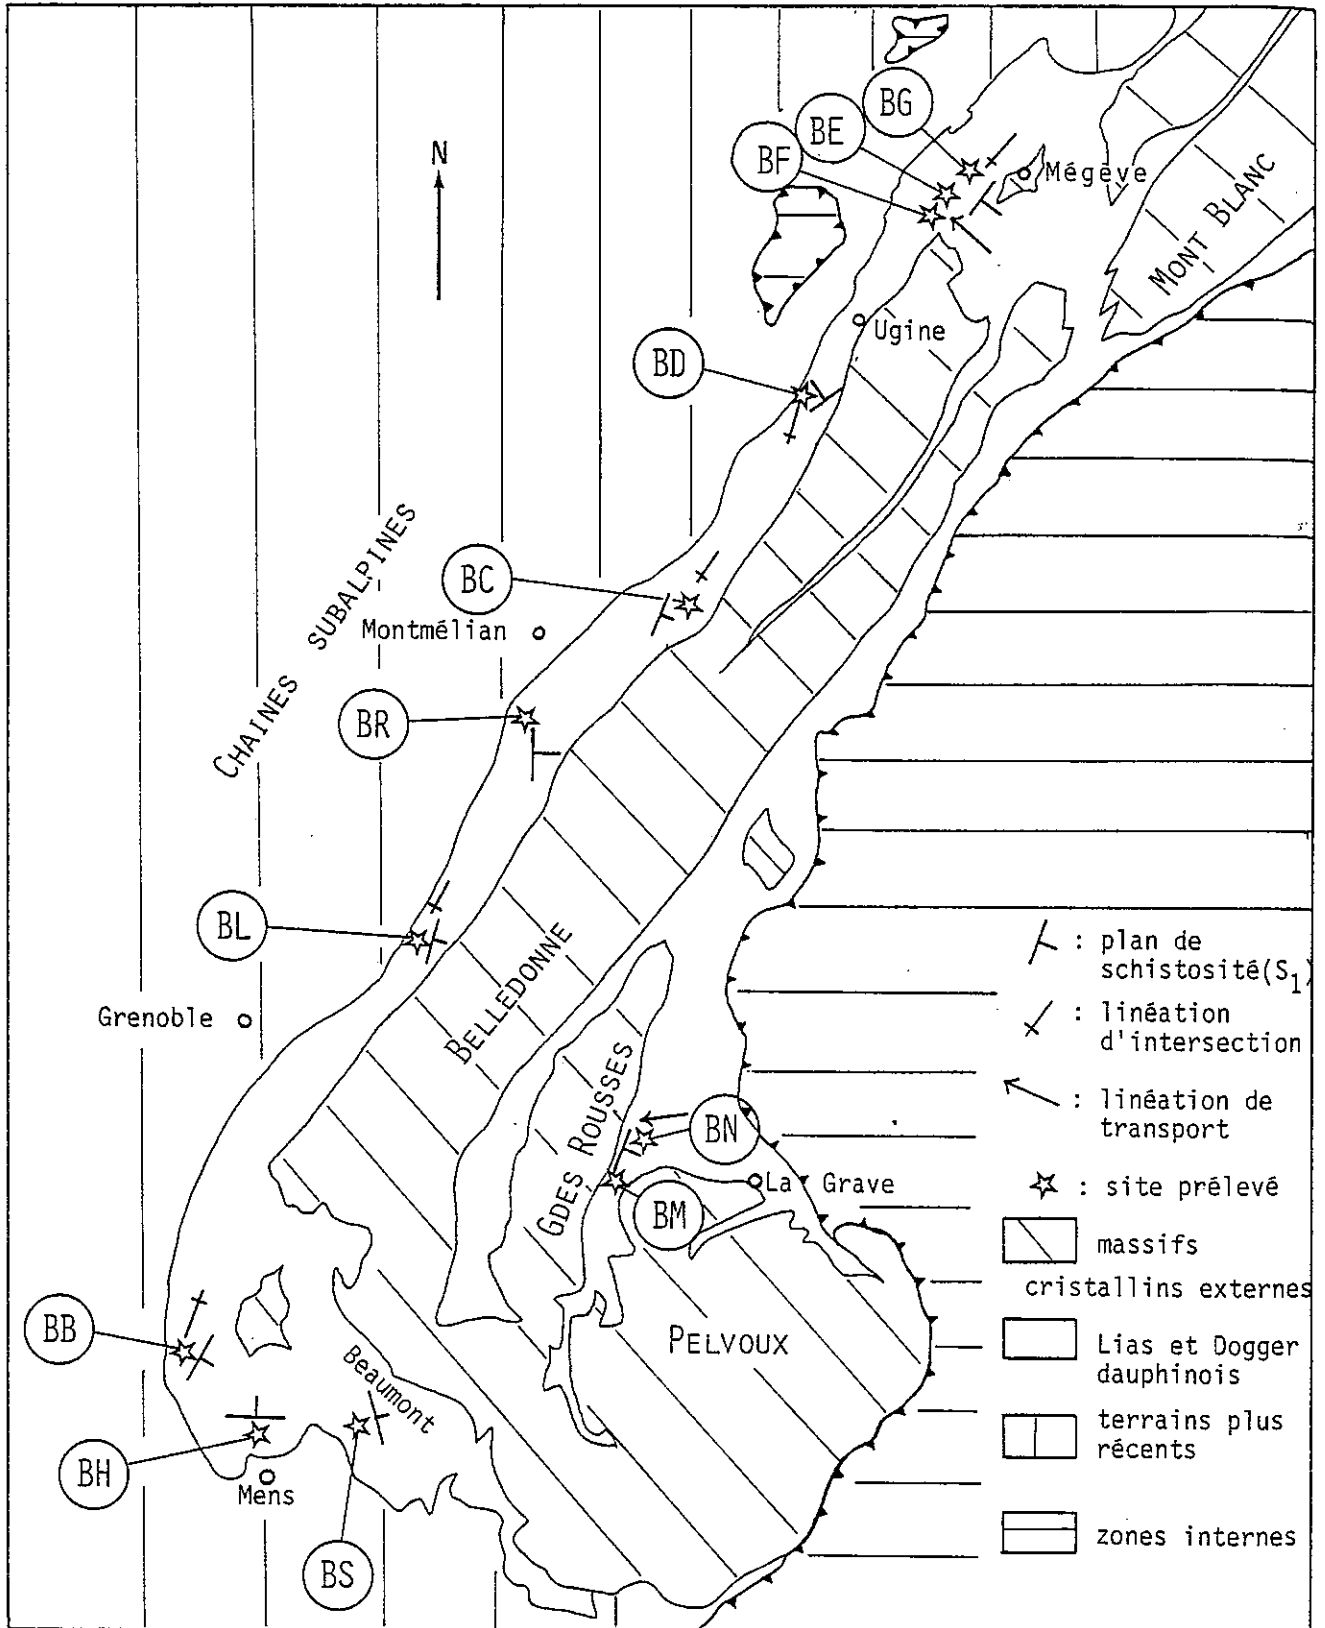 BG
BE
BF
N
Mégève
MONT BLANC
Ugine
BD
CHAINES SUBALPINES
BC
Montmélian
BR
BL
BELLEDONNE
Grenoble
GDES ROUSSES
BN
La Grave
BM
BB
Beaumont
PELVOUX
BH
Mens
BS
: plan de
schistosité(S1)
: linéation
d'intersection
: linéation de
transport
: site prélevé
massifs
cristallins externes
Lias et Dogger
dauphinois
terrains plus
récents
zones internes